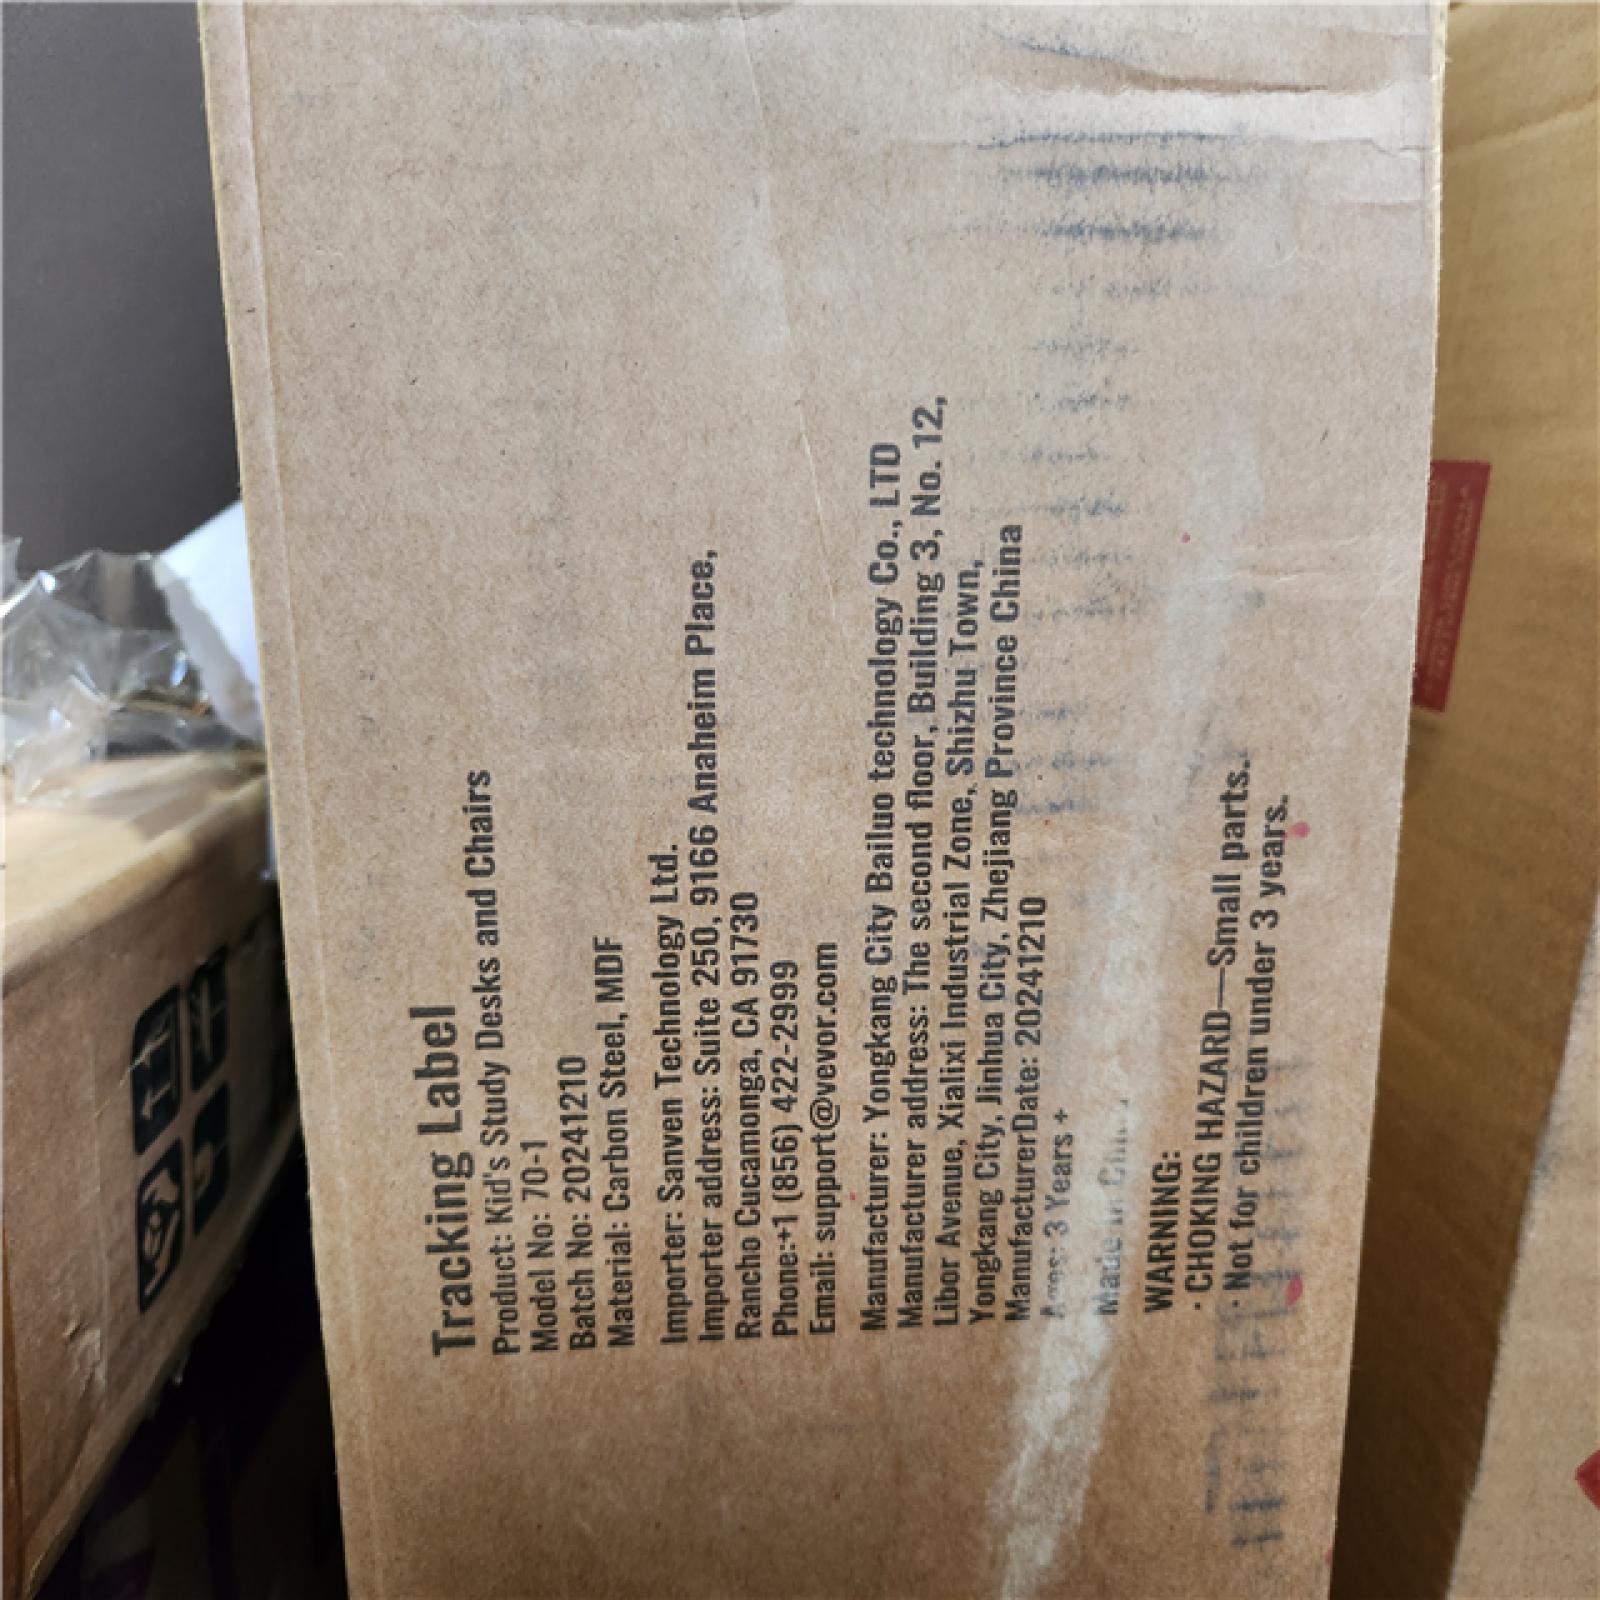 Tracking Label
Product: Kid's Study Desks and Chairs
Model No: 70-1
Batch No: 20241210
Material: Carbon Steel, MDF
Importer: Sanven Technology Ltd.
Importer address: Suite 250, 9166 Anaheim Place,
Rancho Cucamonga, CA 91730
Phone:+1 (856) 422-2999
Email: support@vevor.com
Manufacturer: Yongkang City Bailuo technology Co., LTD
Manufacturer address: The second floor, Building 3, No. 12,
Libor Avenue, Xialixi Industrial Zone, Shizhu Town,
Yongkang City, Jinhua City, Zhejiang Province China
ManufacturerDate: 20241210
Ages: 3 Years +
Made in China
WARNING:
· CHOKING HAZARD—Small parts.
· Not for children under 3 years.